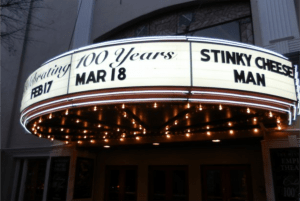 Celebrating 100 Years
FEB 17 MAR 18
STINKY CHEESE
MAN